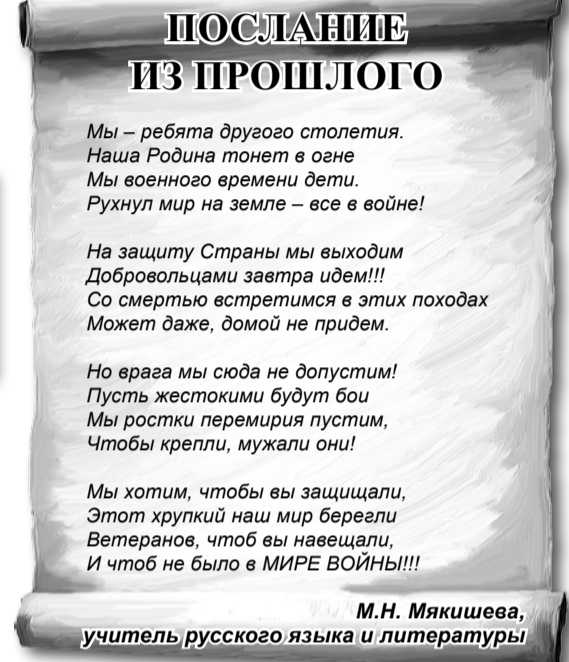 ПОСЛАНИЕ
ИЗ ПРОШЛОГО
Мы – ребята другого столетия.
Наша Родина тонет в огне
Мы военного времени дети.
Рухнул мир на земле – все в войне!
На защиту Страны мы выходим
Добровольцами завтра идем!!!
Со смертью встретимся в этих походах
Может даже, домой не придем.
Но врага мы сюда не допустим!
Пусть жестокими будут бои
Мы ростки перемирия пустим,
Чтобы крепли, мужали они!
Мы хотим, чтобы вы защищали,
Этот хрупкий наш мир берегли
Ветеранов, чтоб вы навещали,
И чтоб не было в МИРЕ ВОЙНЫ!!!
М.Н. Мякишева,
учитель русского языка и литературы